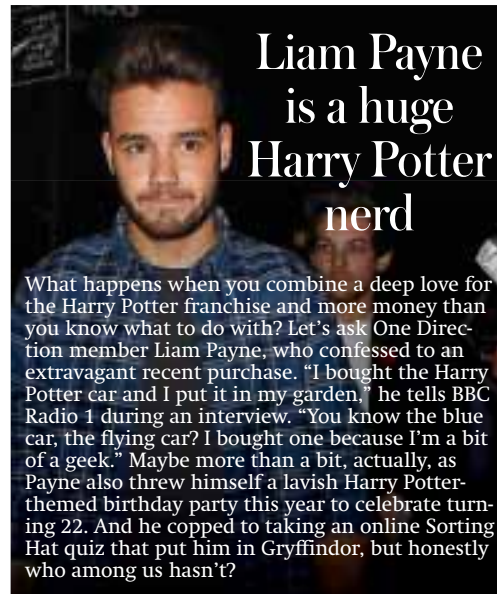 Liam Payne
is a huge
Harry Potter
nerd
What happens when you combine a deep love for
the Harry Potter franchise and more money than
you know what to do with? Let's ask One Direc-
tion member Liam Payne, who confessed to an
extravagant recent purchase. “I bought the Harry
Potter car and I put it in my garden,” he tells BBC
Radio 1 during an interview. “You know the blue
car, the flying car? I bought one because I'm a bit
of a geek.” Maybe more than a bit, actually, as
Payne also threw himself a lavish Harry Potter-
themed birthday party this year to celebrate turn-
ing 22. And he copped to taking an online Sorting
Hat quiz that put him in Gryffindor, but honestly
who among us hasn't?